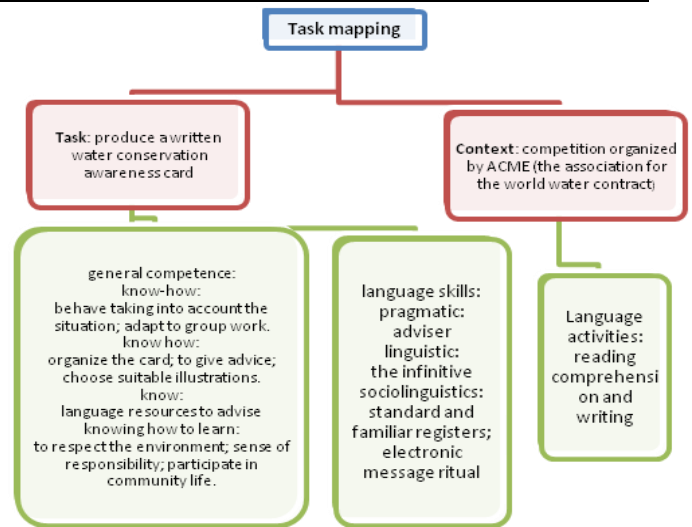 Task mapping
Task: produce a written
water conservation
awareness card
Context: competition organized
by ACME (the association for
the world water contract)
general competence:
know-how:
behave taking into account the
situation; adapt to group work.
know how:
organize the card; to give advice;
choose suitable illustrations.
know:
language resources to advise
knowing how to learn:
to respect the environment; sense of
responsibility; participate in
community life.
language skills:
pragmatic:
adviser
linguistic:
the infinitive
sociolinguistics:
standard and
familiar registers;
electronic
message ritual
Language
activities:
reading
comprehensi
on and
writing